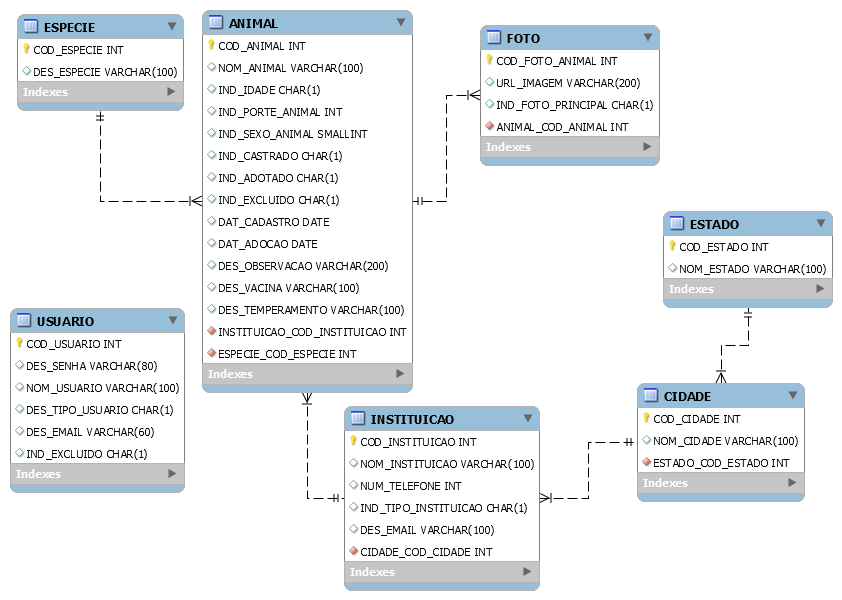 ESPECIE
COD_ESPECIE INT
DES_ESPECIE VARCHAR(100)
Indexes
ANIMAL
COD_ANIMAL INT
NOM_ANIMAL VARCHAR(100)
IND_IDADE CHAR(1)
IND_PORTE_ANIMAL INT
IND_SEXO_ANIMAL SMALLINT
IND_CASTRADO CHAR(1)
IND_ADOTADO CHAR(1)
IND_EXCLUIDO CHAR(1)
DAT_CADASTRO DATE
DAT_ADOCAO DATE
DES_OBSERVACAO VARCHAR(200)
DES_VACINA VARCHAR(100)
DES_TEMPERAMENTO VARCHAR(100)
INSTITUICAO_COD_INSTITUICAO INT
ESPECIE_COD_ESPECIE INT
Indexes
FOTO
COD_FOTO_ANIMAL INT
URL_IMAGEM VARCHAR(200)
IND_FOTO_PRINCIPAL CHAR(1)
ANIMAL_COD_ANIMAL INT
Indexes
ESTADO
COD_ESTADO INT
NOM_ESTADO VARCHAR(100)
Indexes
USUARIO
COD_USUARIO INT
DES_SENHA VARCHAR(80)
NOM_USUARIO VARCHAR(100)
DES_TIPO_USUARIO CHAR(1)
DES_EMAIL VARCHAR(60)
IND_EXCLUIDO CHAR(1)
Indexes
INSTITUICAO
COD_INSTITUICAO INT
NOM_INSTITUICAO VARCHAR(100)
NUM_TELEFONE INT
IND_TIPO_INSTITUICAO CHAR(1)
DES_EMAIL VARCHAR(100)
CIDADE_COD_CIDADE INT
Indexes
CIDADE
COD_CIDADE INT
NOM_CIDADE VARCHAR(100)
ESTADO_COD_ESTADO INT
Indexes